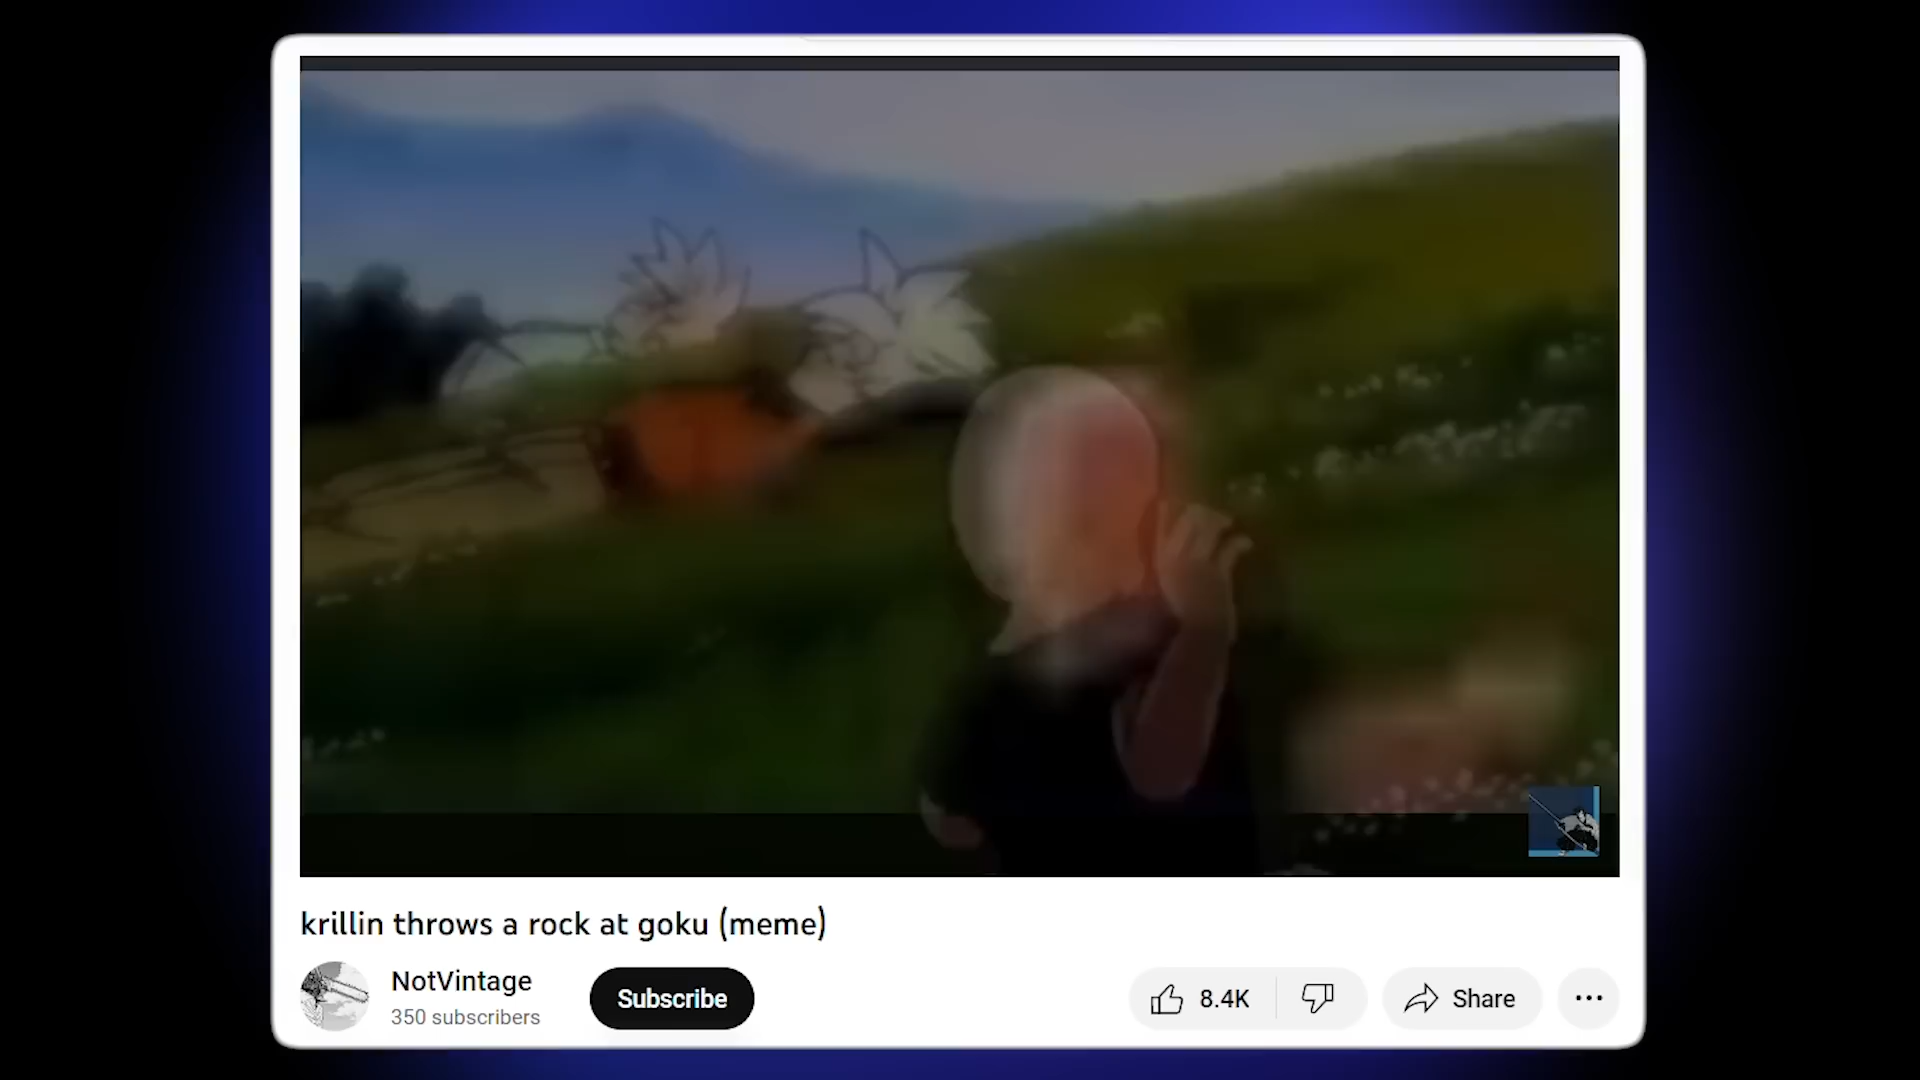 krillin throws a rock at goku (meme)
NotVintage
350 subscribers
Subscribe
8.4K
Share